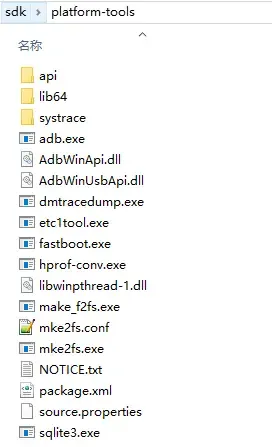 sdk > platform-tools
名称
api
lib64
systrace
adb.exe
AdbWinApi.dll
AdbWinUsbApi.dll
dmtracedump.exe
etc1tool.exe
fastboot.exe
hprof-conv.exe
libwinpthread-1.dll
make_f2fs.exe
mke2fs.conf
mke2fs.exe
NOTICE.txt
package.xml
source.properties
sqlite3.exe